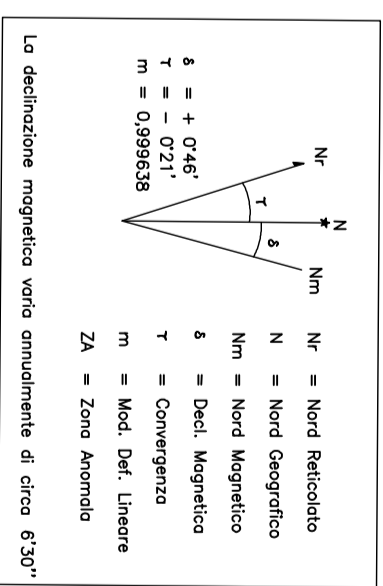 Nr
N
Nm
γ
δ
δ = + 0°46'
γ = − 0°21'
m = 0,999638
Nr = Nord Reticolato
N = Nord Geografico
Nm = Nord Magnetico
δ = Decl. Magnetica
γ = Convergenza
m = Mod. Def. Lineare
ZA = Zona Anomala
La declinazione magnetica varia annualmente di circa 6'30''